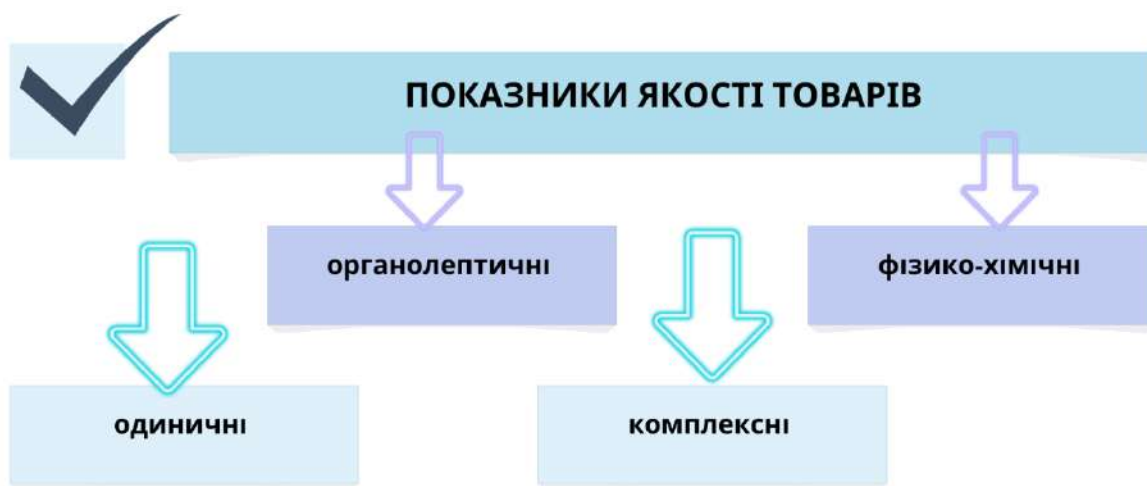 ПОКАЗНИКИ ЯКОСТІ ТОВАРІВ
органолептичні
фізико-хімічні
одиничні
комплексні